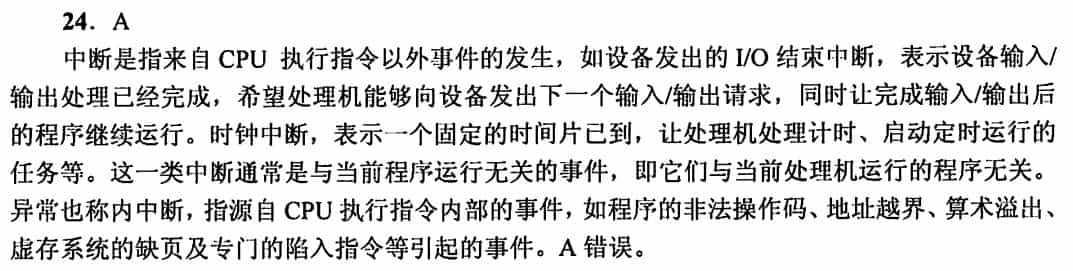 24．A
中断是指来自 CPU 执行指令以外事件的发生，如设备发出的 I/O 结束中断，表示设备输入/
输出处理已经完成，希望处理机能够向设备发出下一个输入/输出请求，同时让完成输入/输出后
的程序继续运行。时钟中断，表示一个固定的时间片已到，让处理机处理计时、启动定时运行的
任务等。这一类中断通常是与当前程序运行无关的事件，即它们与当前处理机运行的程序无关。
异常也称内中断，指源自 CPU 执行指令内部的事件，如程序的非法操作码、地址越界、算术溢出、
虚存系统的缺页及专门的陷入指令等引起的事件。A 错误。